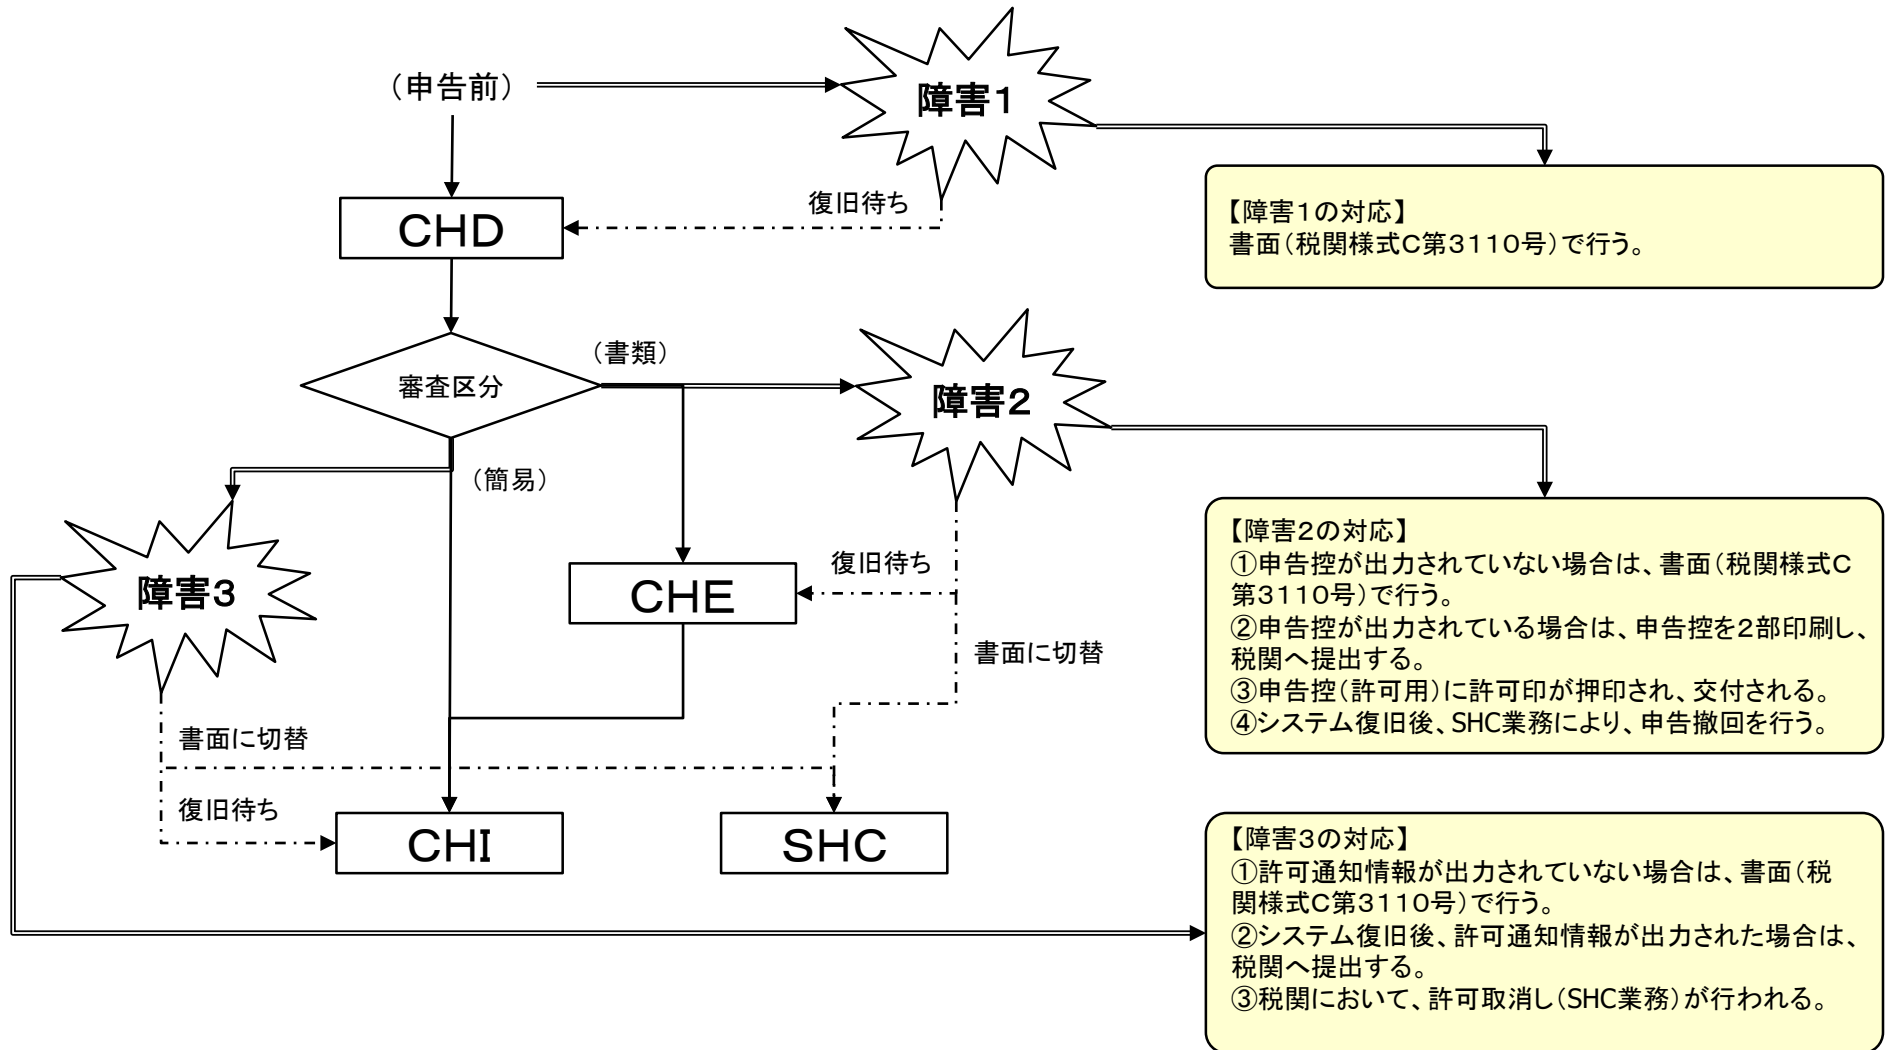 （申告前）
障害１
復旧待ち
CHD
【障害１の対応】
書面（税関様式C第３１１０号）で行う。
審査区分
（書類）
障害２
（簡易）
障害３
復旧待ち
CHE
書面に切替
【障害２の対応】
①申告控が出力されていない場合は、書面（税関様式C
第３１１０号）で行う。
②申告控が出力されている場合は、申告控を２部印刷し、
税関へ提出する。
③申告控（許可用）に許可印が押印され、交付される。
④システム復旧後、SHC業務により、申告撤回を行う。
書面に切替
復旧待ち
CHI
SHC
【障害３の対応】
①許可通知情報が出力されていない場合は、書面（税
関様式C第３１１０号）で行う。
②システム復旧後、許可通知情報が出力された場合は、
税関へ提出する。
③税関において、許可取消し（SHC業務）が行われる。